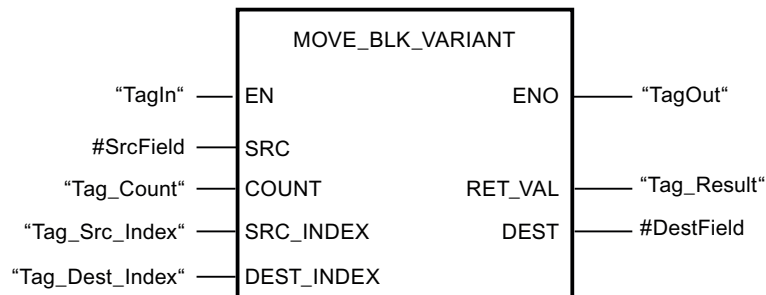 MOVE_BLK_VARIANT
“TagIn“ EN ENO “TagOut“
#SrcField SRC
“Tag_Count“ COUNT RET_VAL “Tag_Result“
“Tag_Src_Index“ SRC_INDEX DEST #DestField
“Tag_Dest_Index“ DEST_INDEX